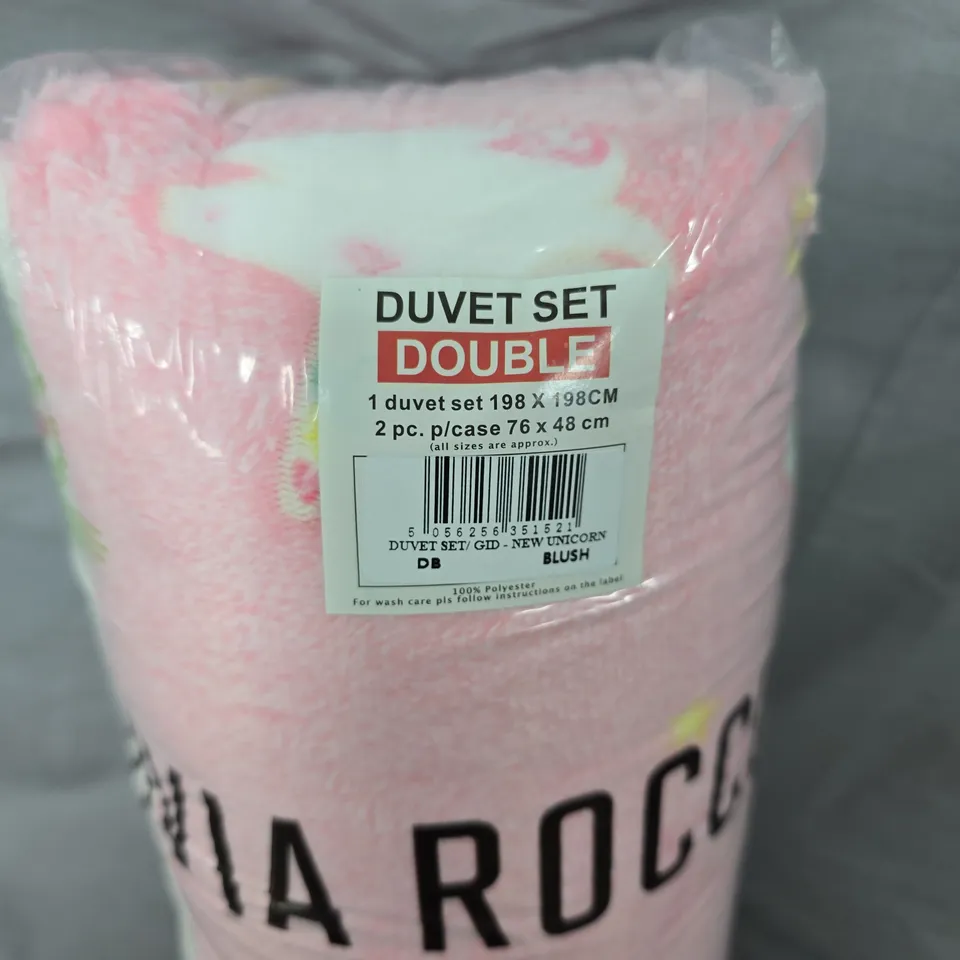 DUVET SET
DOUBLE
1 duvet set 198 X 198CM
2 pc. p/case 76 x 48 cm
(all sizes are approx.)
5 056256 351521
DUVET SET/ GID - NEW UNICORN
DB BLUSH
100% Polyester
For wash care pls follow instructions on the label